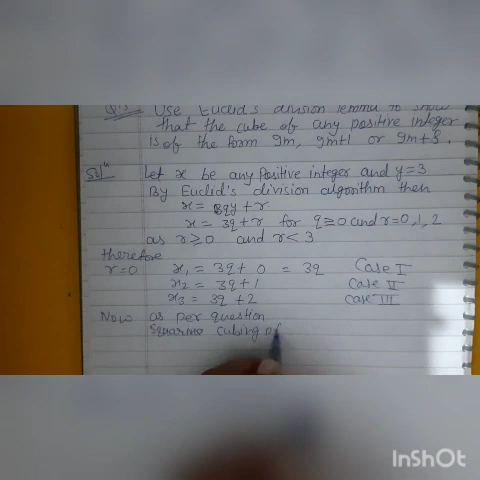 Use Euclid's division lemma to show
that the cube of any positive integer
is of the form 9m, 9m+1 or 9m+8.
Solⁿ Let x be any positive integer and y=3
By Euclid's division algorithm then
x = 3qy + r
x = 3q + r for q ≥ 0 and r = 0, 1, 2
as r ≥ 0 and r < 3
therefore
r=0 x₁ = 3q + 0 = 3q Case I
x₂ = 3q + 1 Case II
x₃ = 3q + 2 Case III
Now as per question
cubing of
InShOt